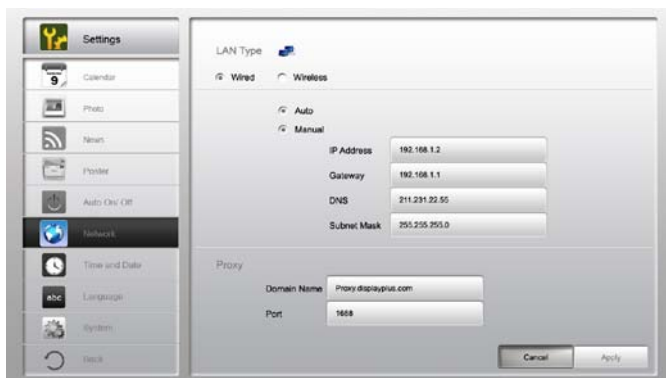 Settings
9
Calendar
Photo
News
Poster
Auto On/ Off
Network
Time and Date
abc
Language
System
Back
LAN Type
Wired Wireless
Auto
Manual
IP Address 192.168.1.2
Gateway 192.168.1.1
DNS 211.231.22.55
Subnet Mask 255.255.255.0
Proxy
Domain Name Proxy.displayplus.com
Port 1688
Cancel Apply